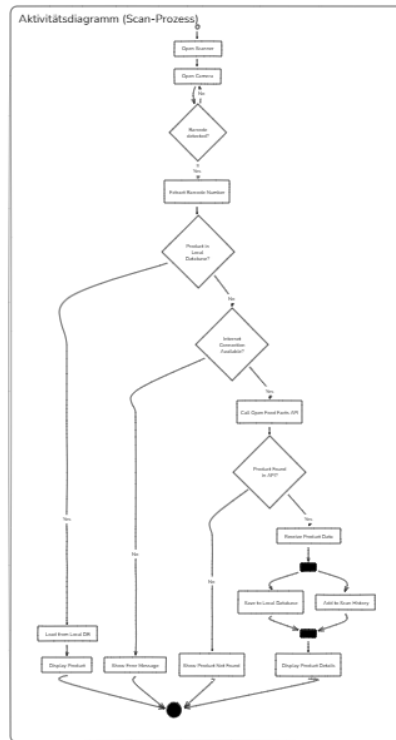 Aktivitätsdiagramm (Scan-Prozess)
Open Scanner
Open Camera
No
Barcode
detected?
Yes
Extract Barcode Number
Product in
Local
Database?
No
Internet
Connection
Available?
Yes
Call Open Food Facts API
Product Found
in API?
Yes
Receive Product Data
Yes
No
No
Save to Local Database
Add to Scan History
Load from Local DB
Display Product
Show Error Message
Show Product Not Found
Display Product Details